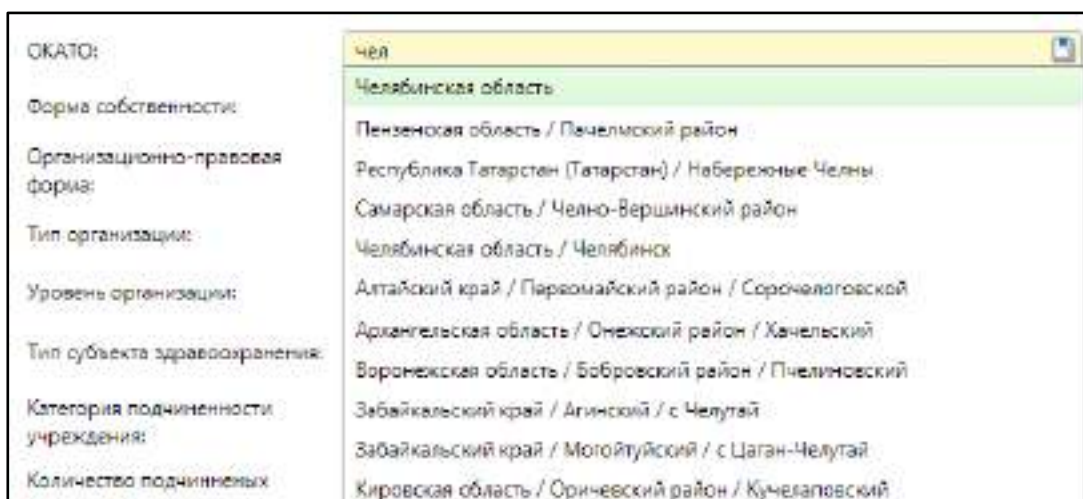 ОКАТО:
чел
Челябинская область
Форма собственности:
Пензенская область / Пачелмский район
Организационно-правовая
форма:
Республика Татарстан (Татарстан) / Набережные Челны
Самарская область / Челно-Вершинский район
Тип организации:
Челябинская область / Челябинск
Уровень организации:
Алтайский край / Первомайский район / Сорочелоговской
Архангельская область / Онежский район / Хачельский
Тип субъекта здравоохранения:
Воронежская область / Бобровский район / Пчелиновский
Категория подчиненности
учреждения:
Забайкальский край / Агинский / с Челутай
Забайкальский край / Могойтуйский / с Цаган-Челутай
Количество подчинненых
Кировская область / Оричевский район / Кучелаповский